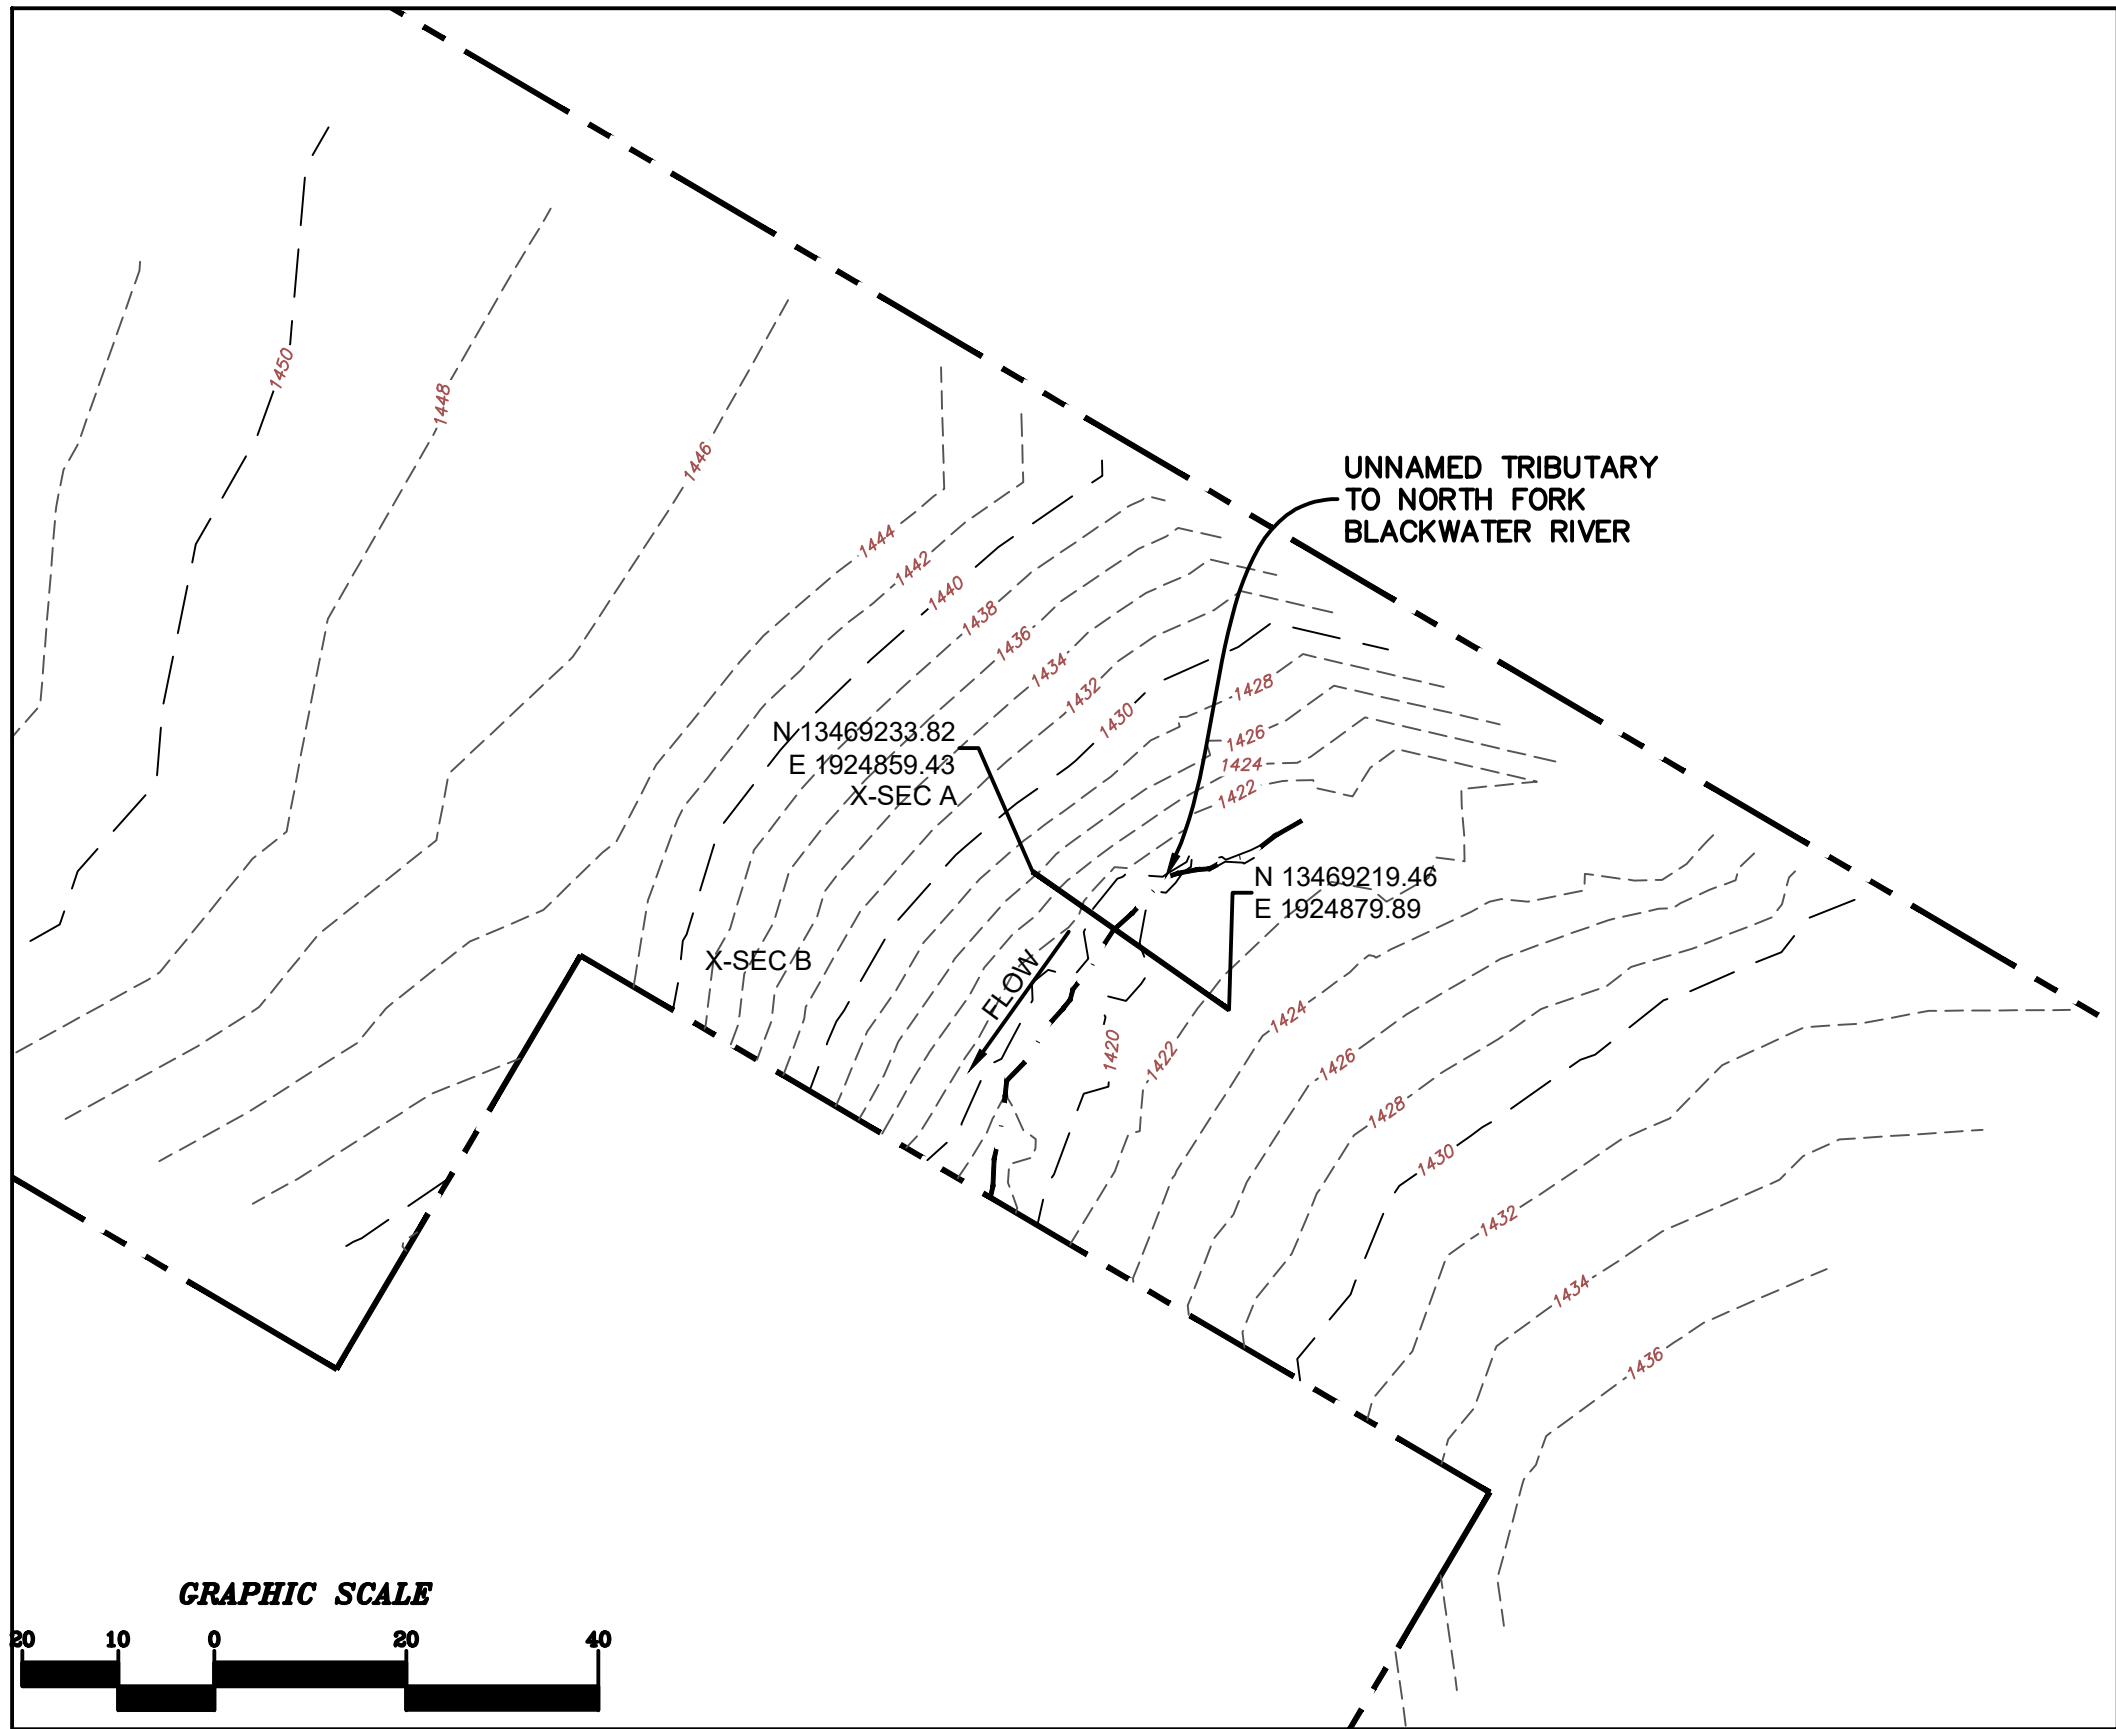 1450
1448
1446
1444
1442
1440
1438
1436
1434
1432
1430
1428
1426
1424
1422
UNNAMED TRIBUTARY
TO NORTH FORK
BLACKWATER RIVER
N 13469233.82
E 1924859.43
X-SEC A
N 13469219.46
E 1924879.89
X-SEC B
FLOW
1420
1422
1424
1426
1428
1430
1432
1434
1436
GRAPHIC SCALE
20 10 0 20 40